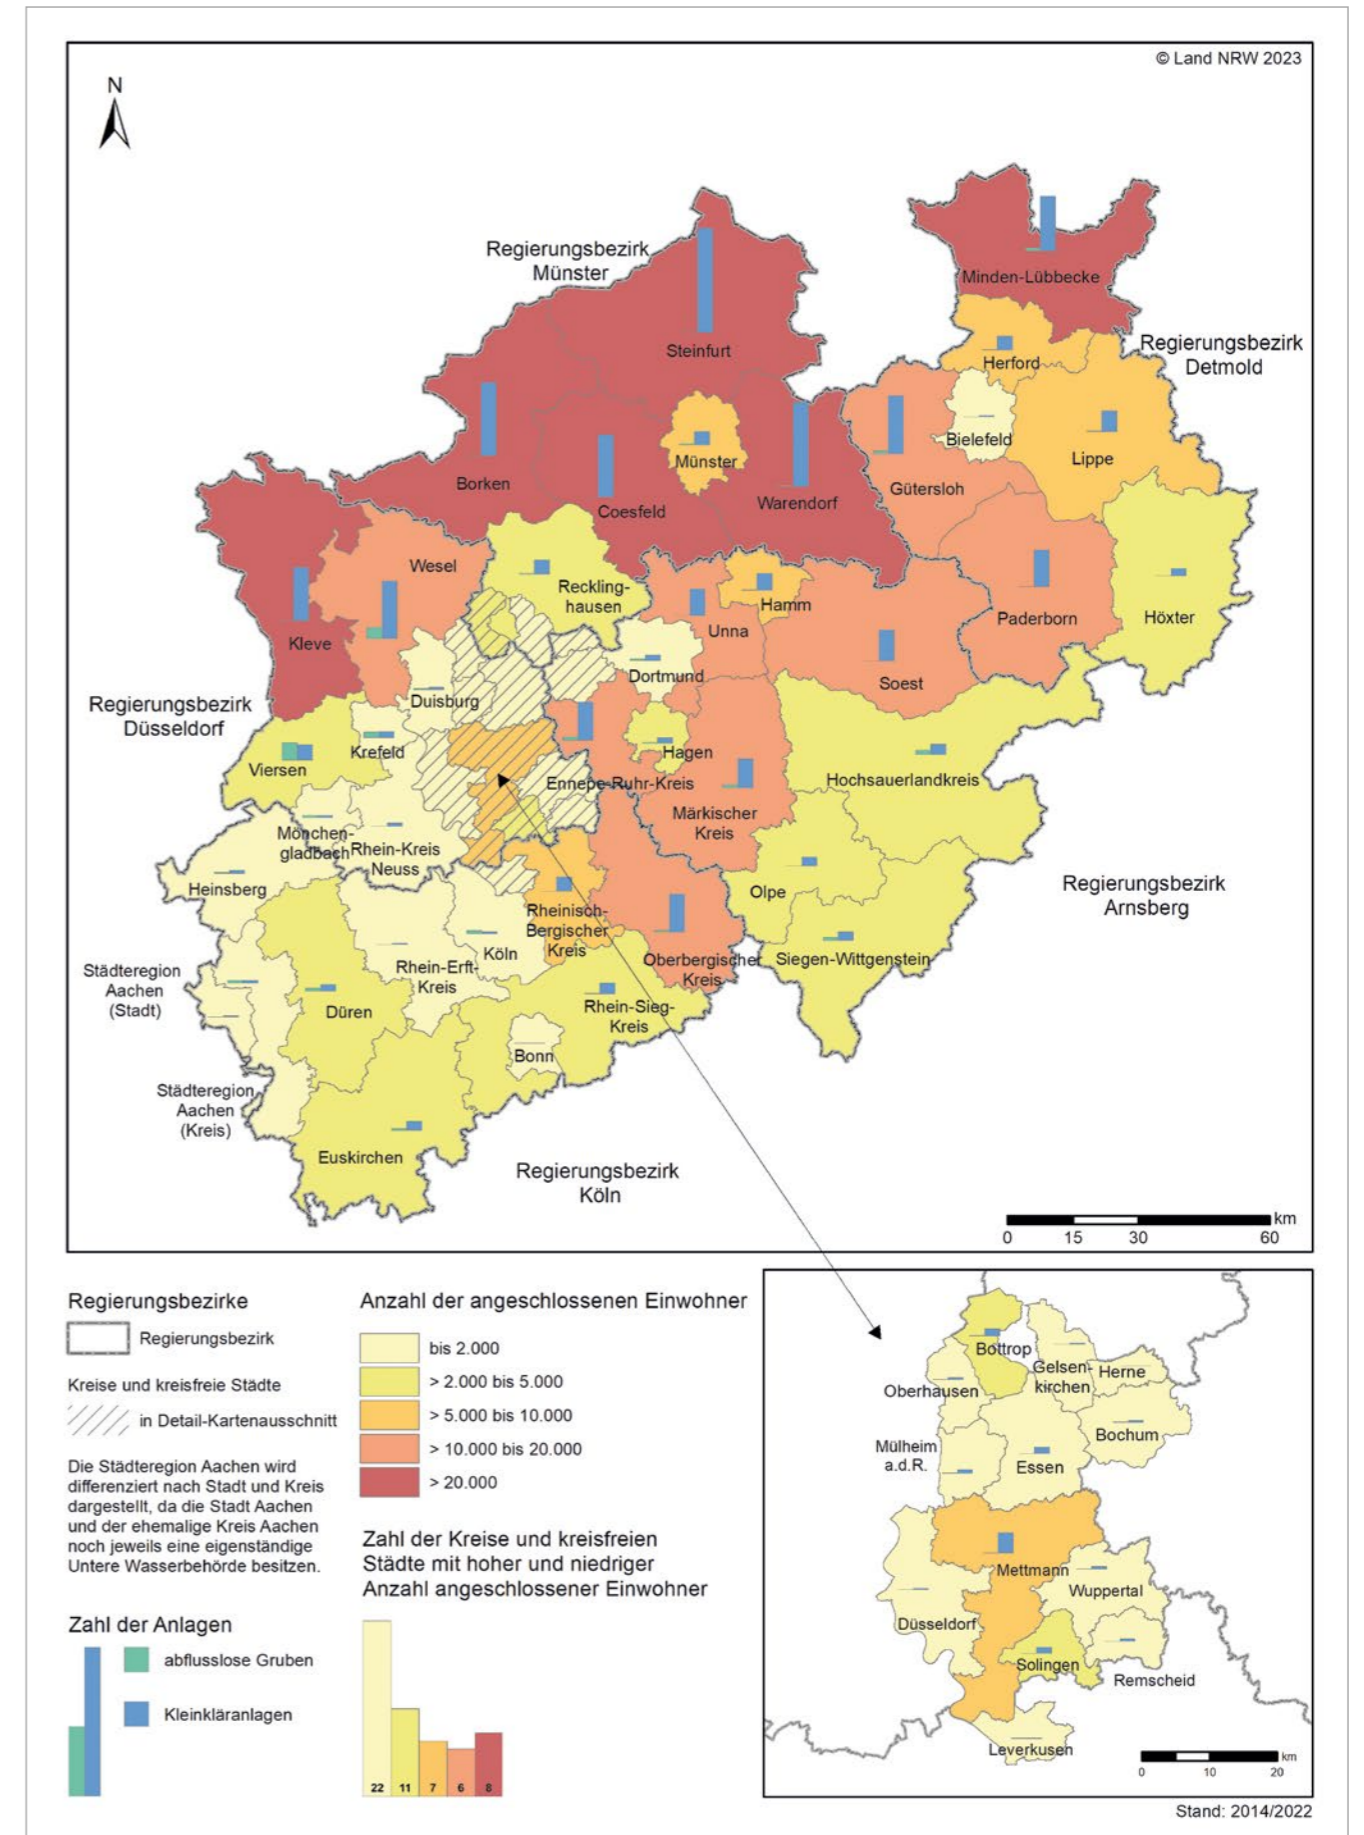 © Land NRW 2023
N
Regierungsbezirk
Münster
Minden-Lübbecke
Steinfurt
Herford
Regierungsbezirk
Detmold
Bielefeld
Münster
Lippe
Borken
Gütersloh
Coesfeld
Warendorf
Wesel
Reckling-
hausen
Hamm
Paderborn
Höxter
Unna
Kleve
Dortmund
Soest
Regierungsbezirk
Düsseldorf
Duisburg
Krefeld
Hagen
Viersen
Ennepe-Ruhr-Kreis
Hochsauerlandkreis
Märkischer
Kreis
Mönchen-
gladbach
Rhein-Kreis
Neuss
Heinsberg
Olpe
Regierungsbezirk
Arnsberg
Rheinisch-
Bergischer
Kreis
Köln
Oberbergischer
Kreis
Siegen-Wittgenstein
Rhein-Erft-
Kreis
Städteregion
Aachen
(Stadt)
Düren
Rhein-Sieg-
Kreis
Bonn
Städteregion
Aachen
(Kreis)
Euskirchen
Regierungsbezirk
Köln
km
0 15 30 60
Regierungsbezirke
Regierungsbezirk
Kreise und kreisfreie Städte
in Detail-Kartenausschnitt
Die Städteregion Aachen wird
differenziert nach Stadt und Kreis
dargestellt, da die Stadt Aachen
und der ehemalige Kreis Aachen
noch jeweils eine eigenständige
Untere Wasserbehörde besitzen.
Zahl der Anlagen
abflusslose Gruben
Kleinkläranlagen
Anzahl der angeschlossenen Einwohner
bis 2.000
> 2.000 bis 5.000
> 5.000 bis 10.000
> 10.000 bis 20.000
> 20.000
Zahl der Kreise und kreisfreien
Städte mit hoher und niedriger
Anzahl angeschlossener Einwohner
22 11 7 6 8
Bottrop
Gelsen-
kirchen
Herne
Oberhausen
Bochum
Mülheim
a.d.R.
Essen
Mettmann
Wuppertal
Düsseldorf
Solingen
Remscheid
Leverkusen
km
0 10 20
Stand: 2014/2022